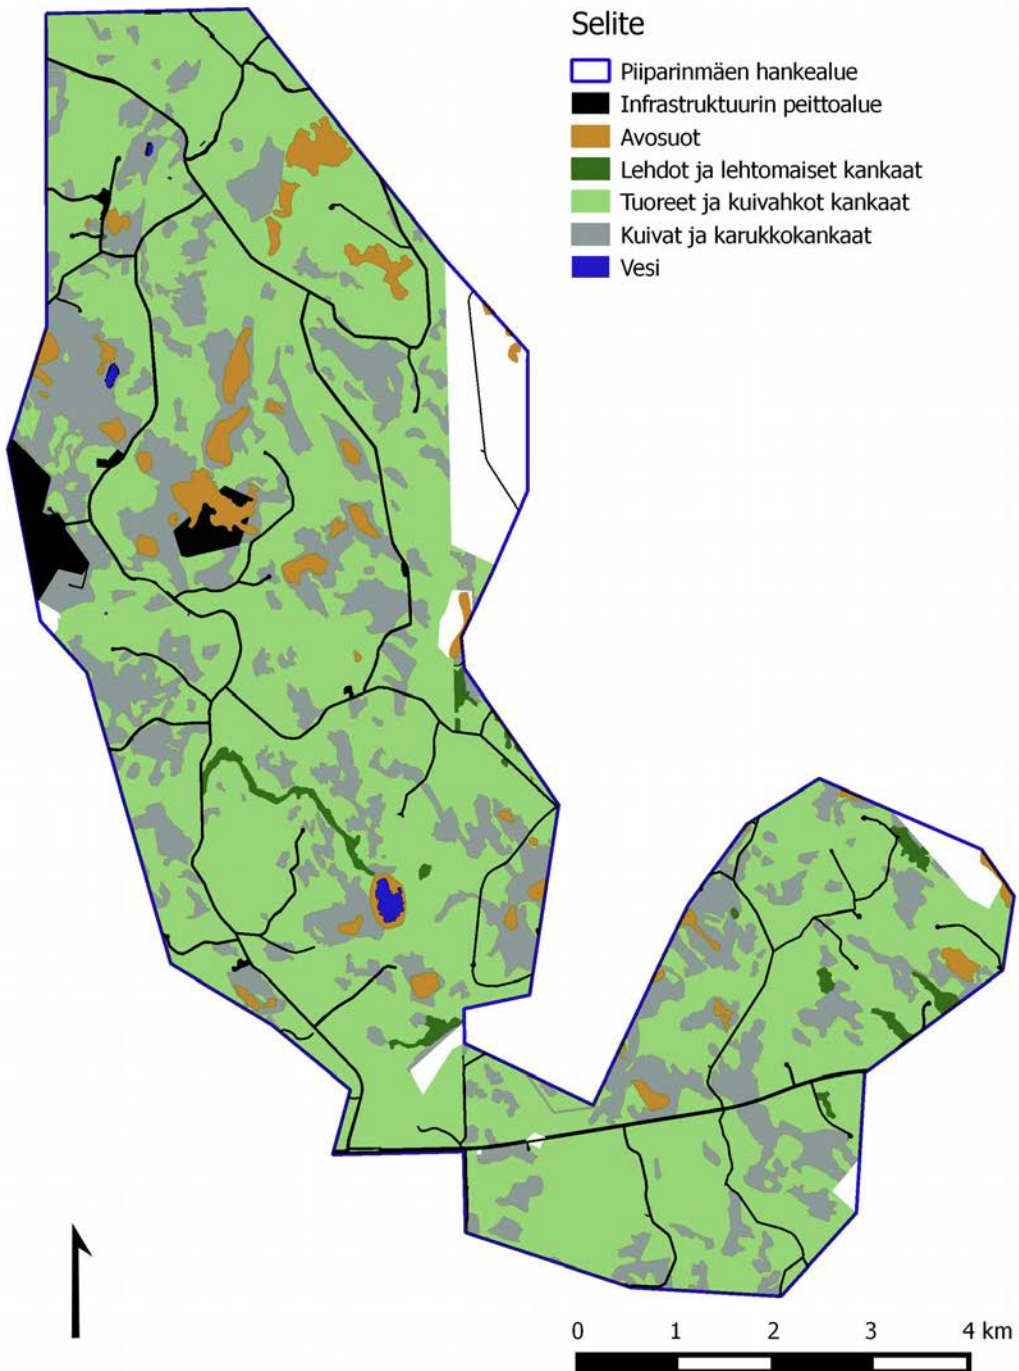 Selite
Piiparinmäen hankealue
Infrastruktuurin peittoalue
Avosuot
Lehdot ja lehtomaiset kankaat
Tuoreet ja kuivahkot kankaat
Kuivat ja karukkokankaat
Vesi
0 1 2 3 4 km